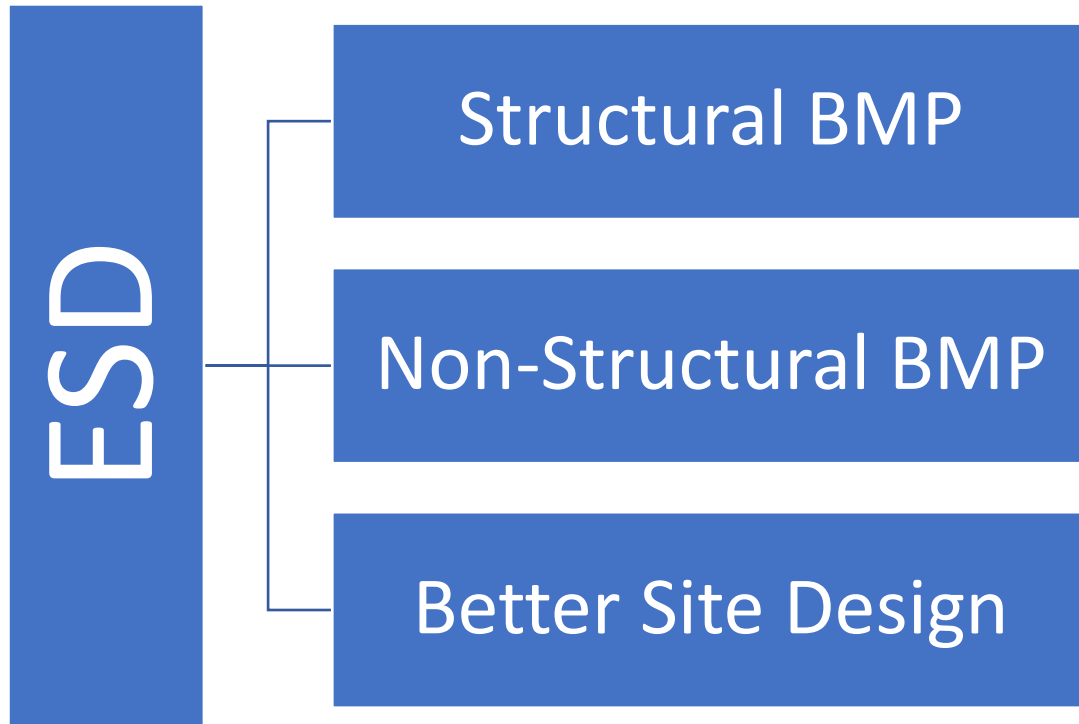 ESD
Structural BMP
Non-Structural BMP
Better Site Design